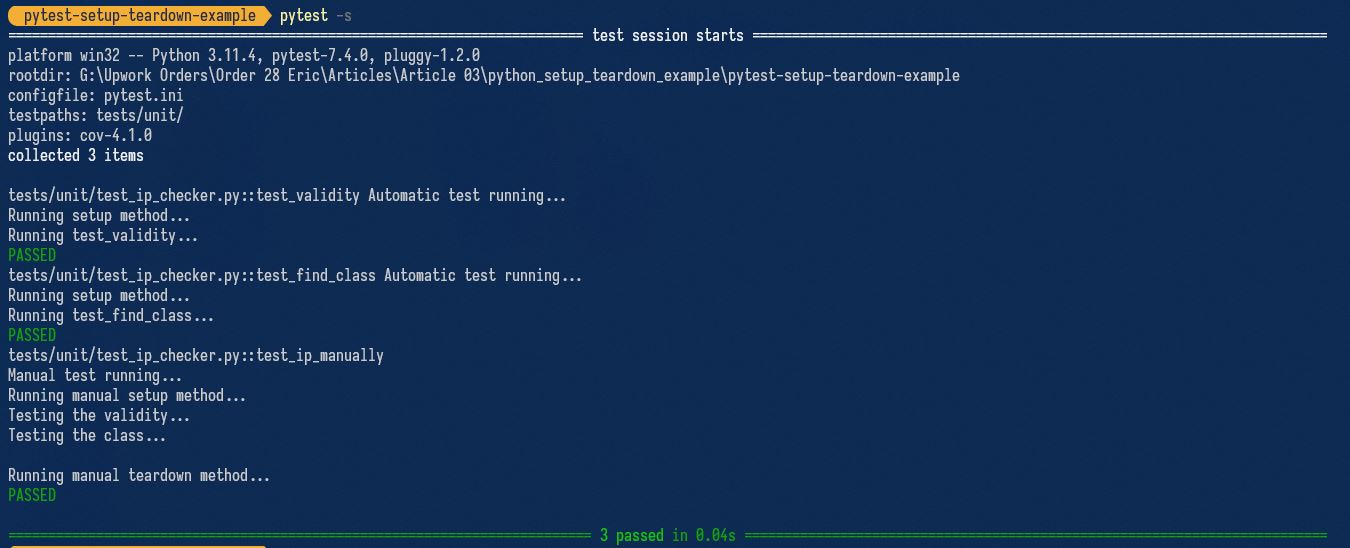 pytest-setup-teardown-example pytest -s
============================== test session starts ==============================
platform win32 -- Python 3.11.4, pytest-7.4.0, pluggy-1.2.0
rootdir: G:\Upwork Orders\Order 28 Eric\Articles\Article 03\python_setup_teardown_example\pytest-setup-teardown-example
configfile: pytest.ini
testpaths: tests/unit/
plugins: cov-4.1.0
collected 3 items
tests/unit/test_ip_checker.py::test_validity Automatic test running...
Running setup method...
Running test_validity...
PASSED
tests/unit/test_ip_checker.py::test_find_class Automatic test running...
Running setup method...
Running test_find_class...
PASSED
tests/unit/test_ip_checker.py::test_ip_manually
Manual test running...
Running manual setup method...
Testing the validity...
Testing the class...
Running manual teardown method...
PASSED
============================== 3 passed in 0.04s ==============================